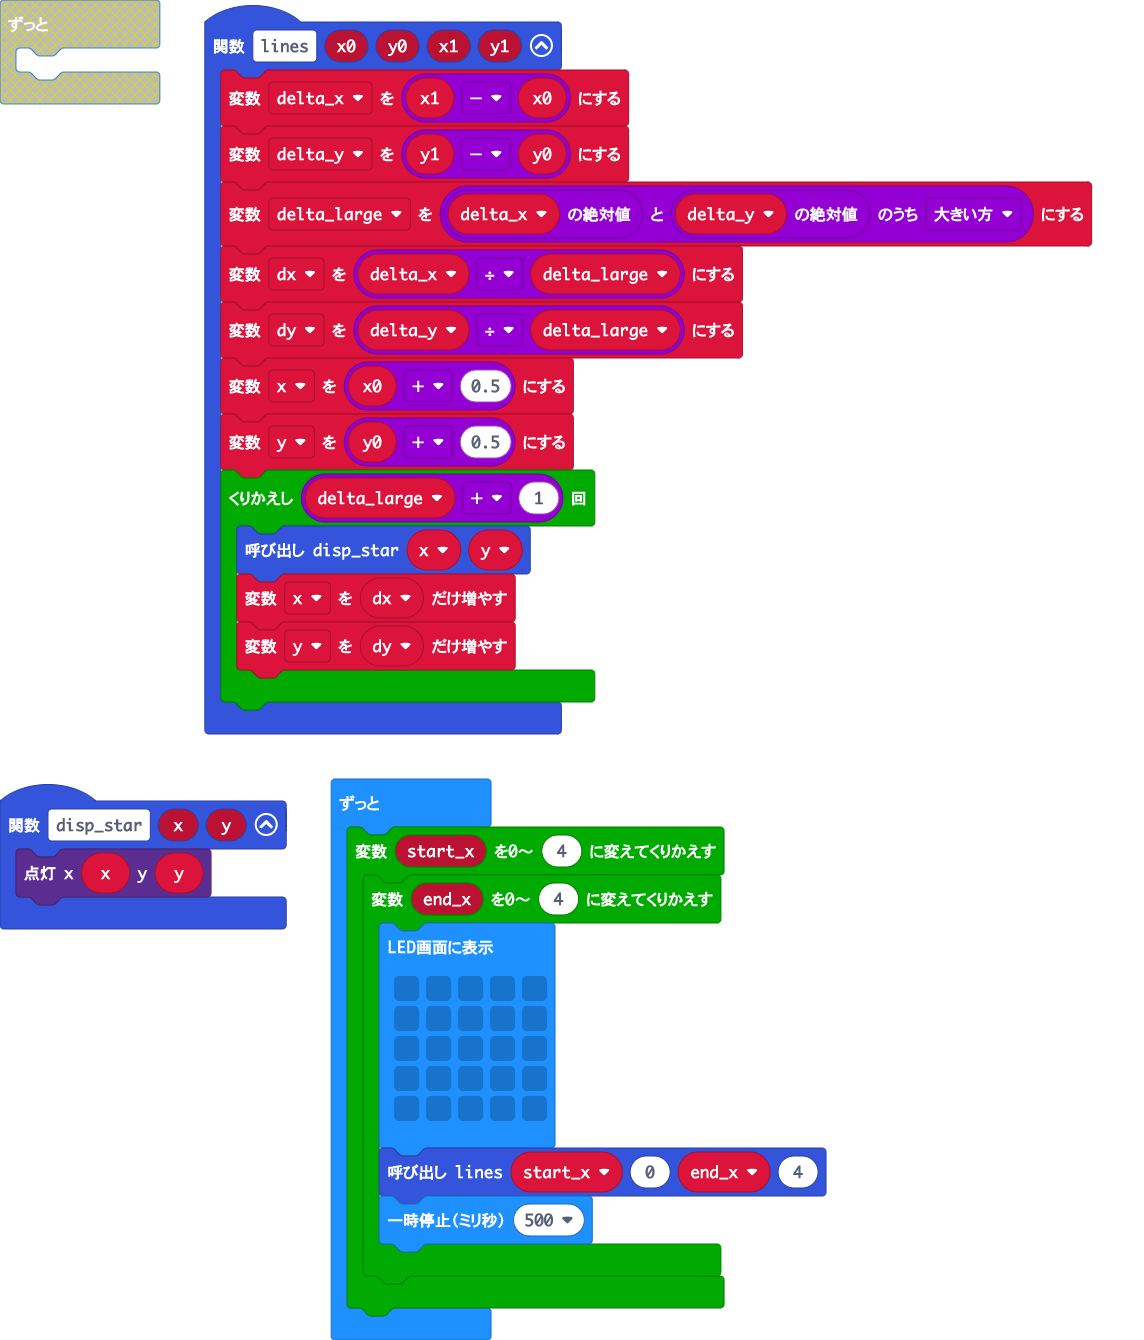 ずっと
関数 lines x0 y0 x1 y1
変数 delta_x を x1 - x0 にする
変数 delta_y を y1 - y0 にする
変数 delta_large を delta_x の絶対値 と delta_y の絶対値 のうち 大きい方 にする
変数 dx を delta_x ÷ delta_large にする
変数 dy を delta_y ÷ delta_large にする
変数 x を x0 + 0.5 にする
変数 y を y0 + 0.5 にする
くりかえし delta_large + 1 回
呼び出し disp_star x y
変数 x を dx だけ増やす
変数 y を dy だけ増やす
関数 disp_star x y
点灯 x x y y
ずっと
変数 start_x を0～ 4 に変えてくりかえす
変数 end_x を0～ 4 に変えてくりかえす
LED画面に表示
呼び出し lines start_x 0 end_x 4
一時停止（ミリ秒） 500